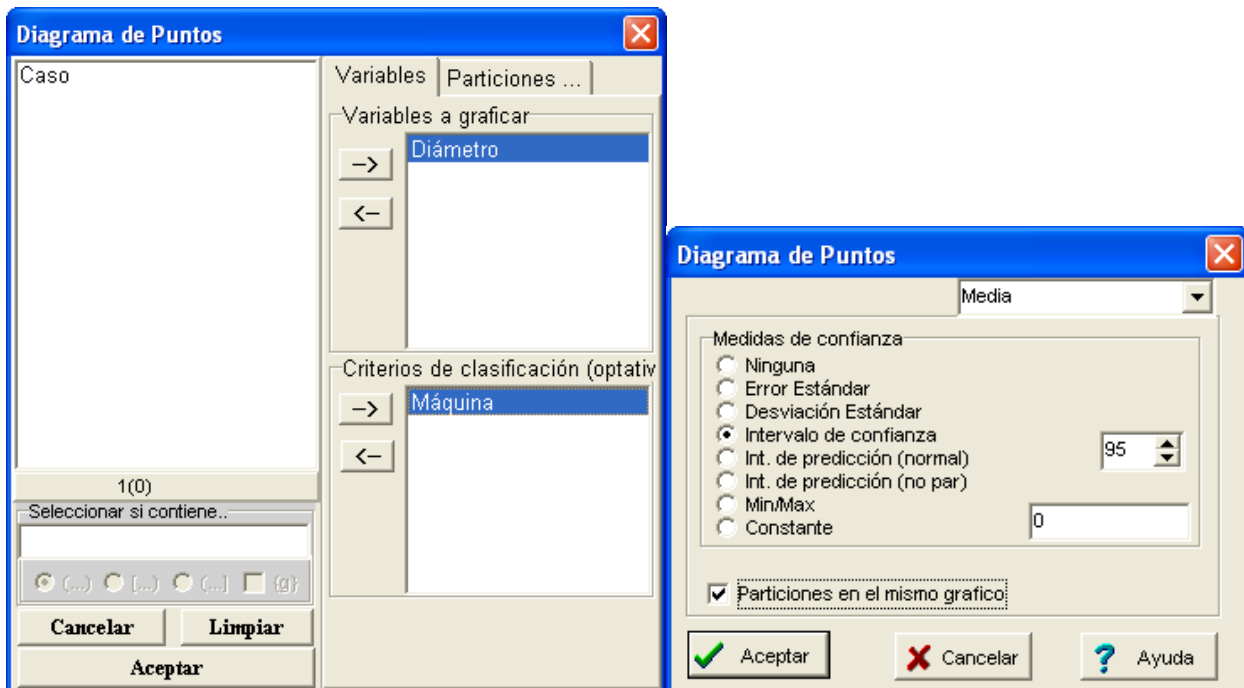 Diagrama de Puntos
Caso
1(0)
Seleccionar si contiene..
(...) [...) (...] {g}
Cancelar Limpiar
Aceptar
Variables Particiones ...
Variables a graficar
-->
Diámetro
<--
Criterios de clasificación (optativ
-->
Máquina
<--
Diagrama de Puntos
Media
Medidas de confianza
Ninguna
Error Estándar
Desviación Estándar
Intervalo de confianza
95
Int. de predicción (normal)
Int. de predicción (no par)
Min/Max
Constante
0
Particiones en el mismo grafico
Aceptar Cancelar ? Ayuda